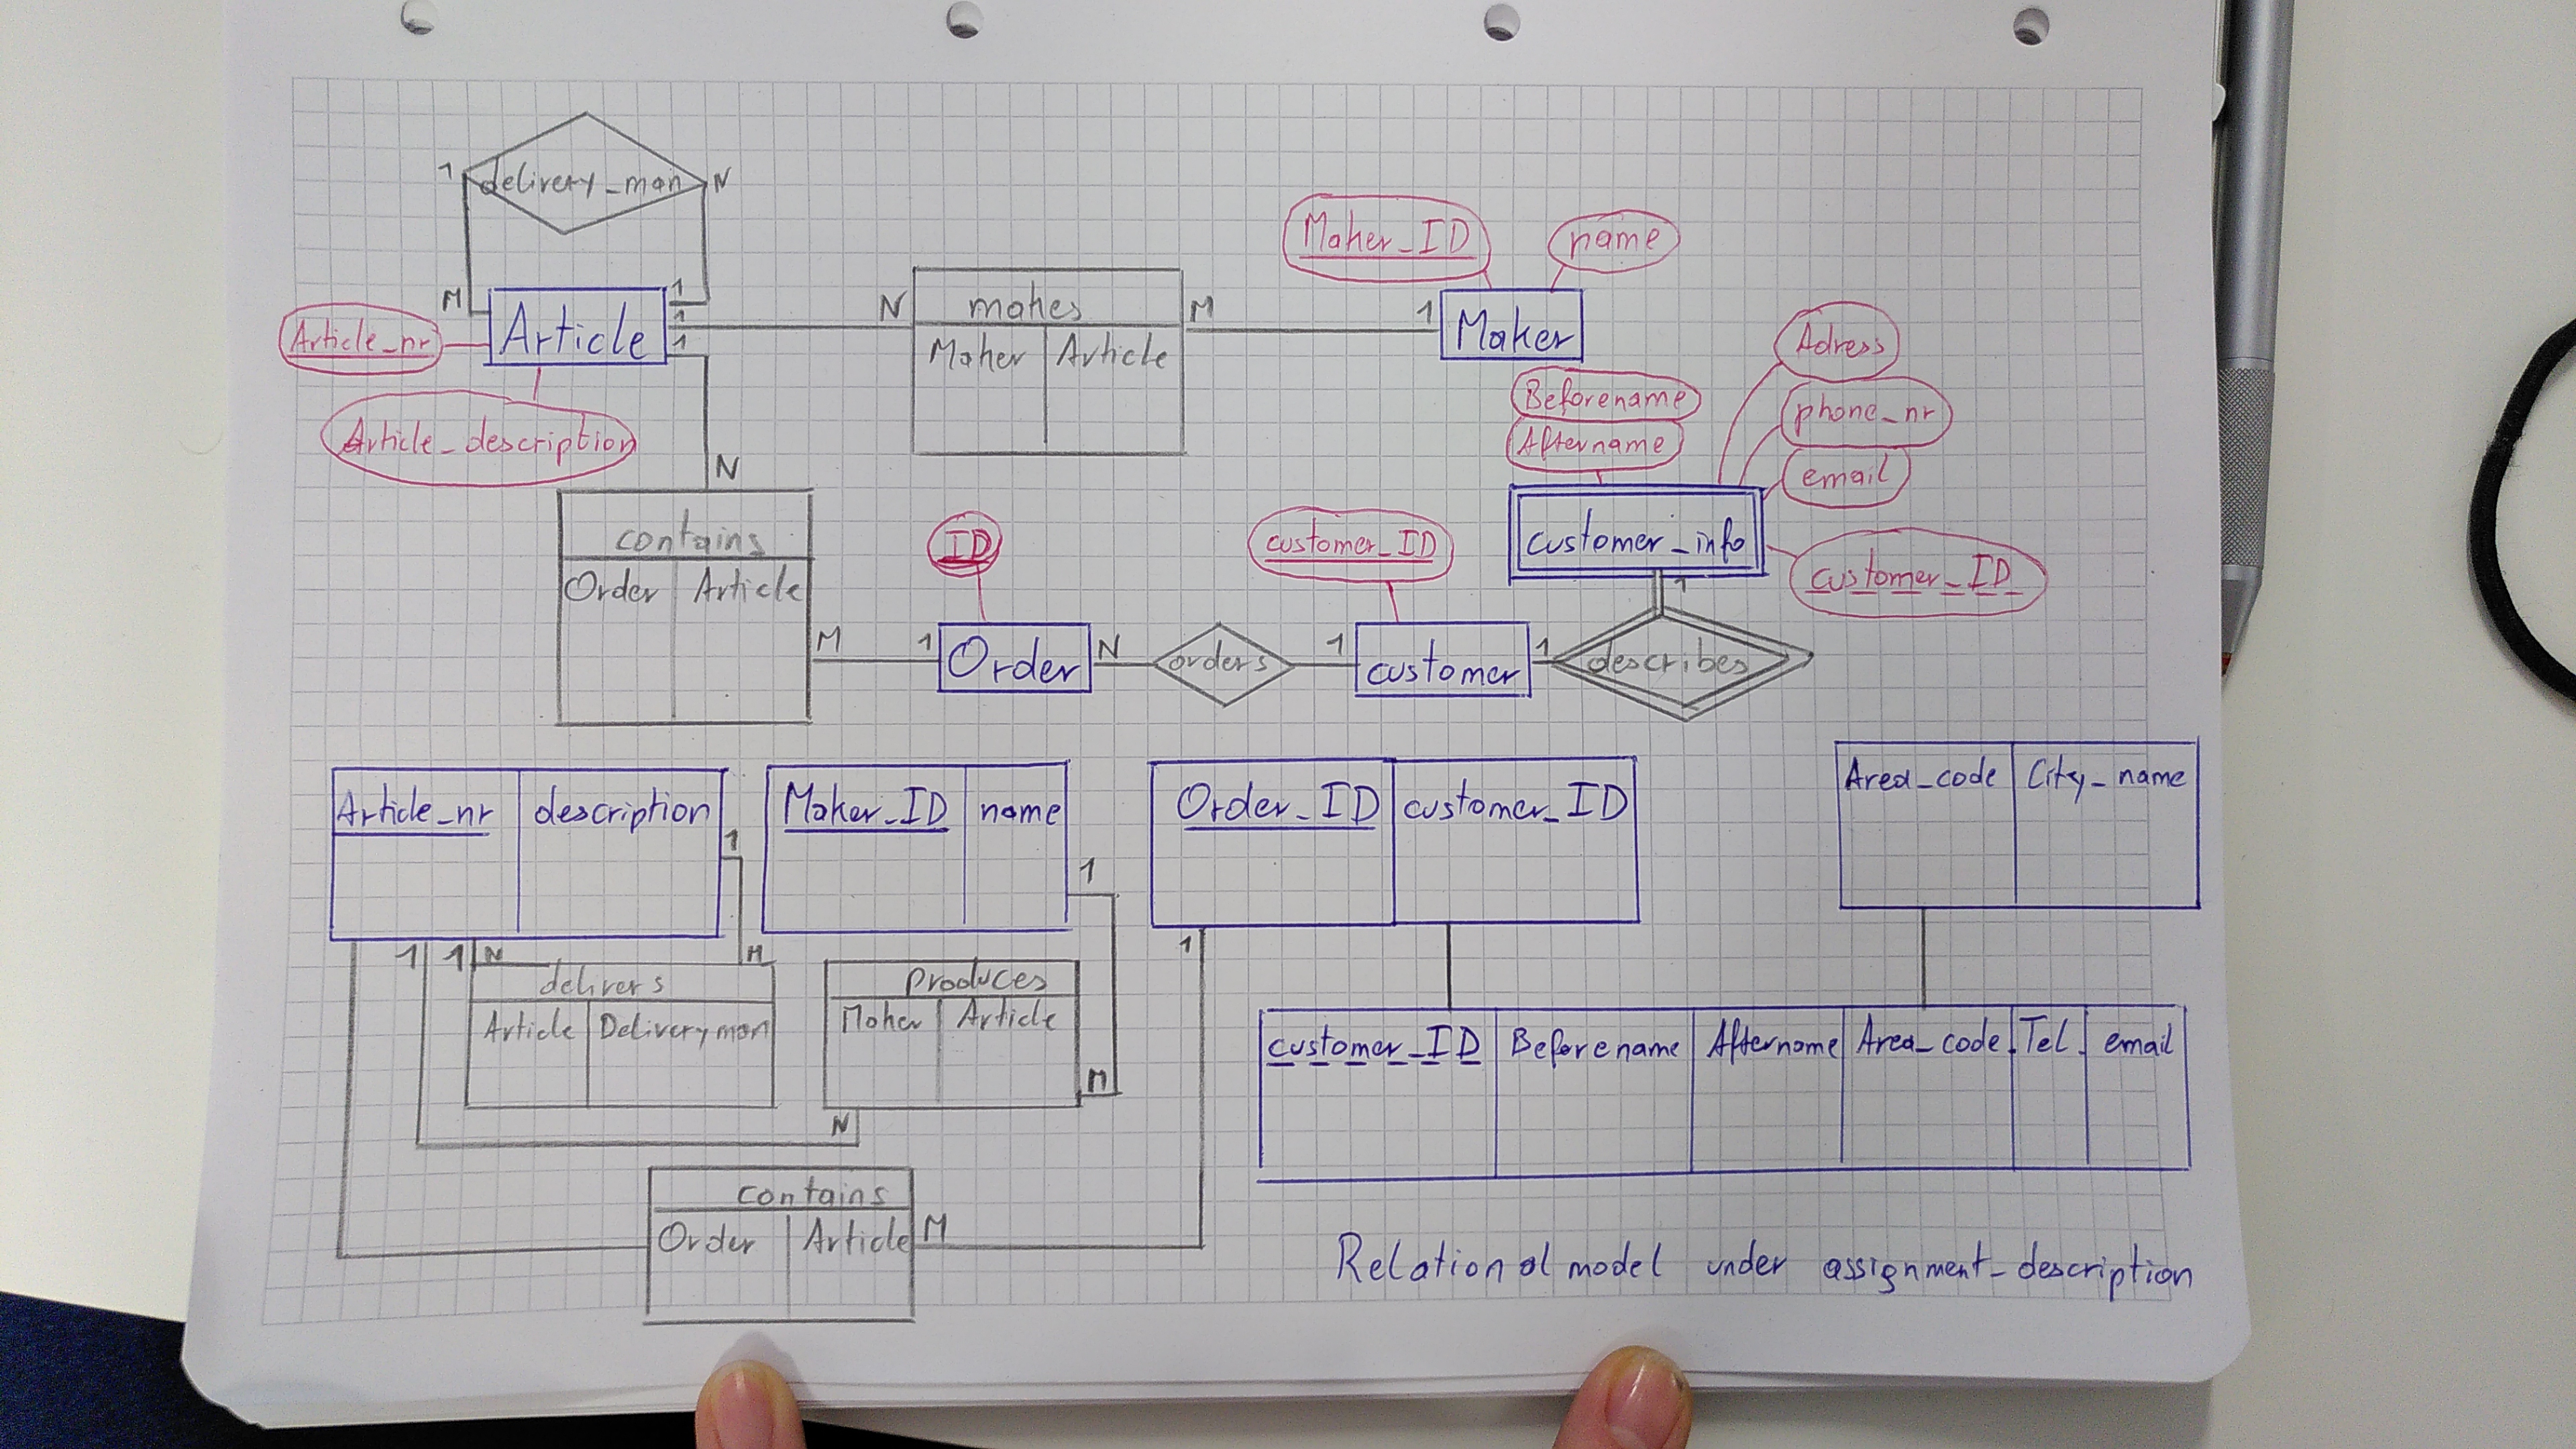 1 delivery_man N
Maker_ID name
M Article 1
1
1
N makes M 1 Maker
Maker Article
Article_nr
Article_description
Adress
Beforename phone_nr
Aftername email
N
contains
Order Article
ID customer_ID customer_info customer_ID
1
M 1 Order N orders 1 customer 1 describes
Article_nr description
Maker_ID name
Order_ID customer_ID
Area_code City_name
1
1
1 1 N M 1
delivers
Article Deliveryman
produces
Maker Article
M
N
customer_ID Beforename Aftername Area_code Tel. email
contains
Order Article M
Relational model under assignment_description